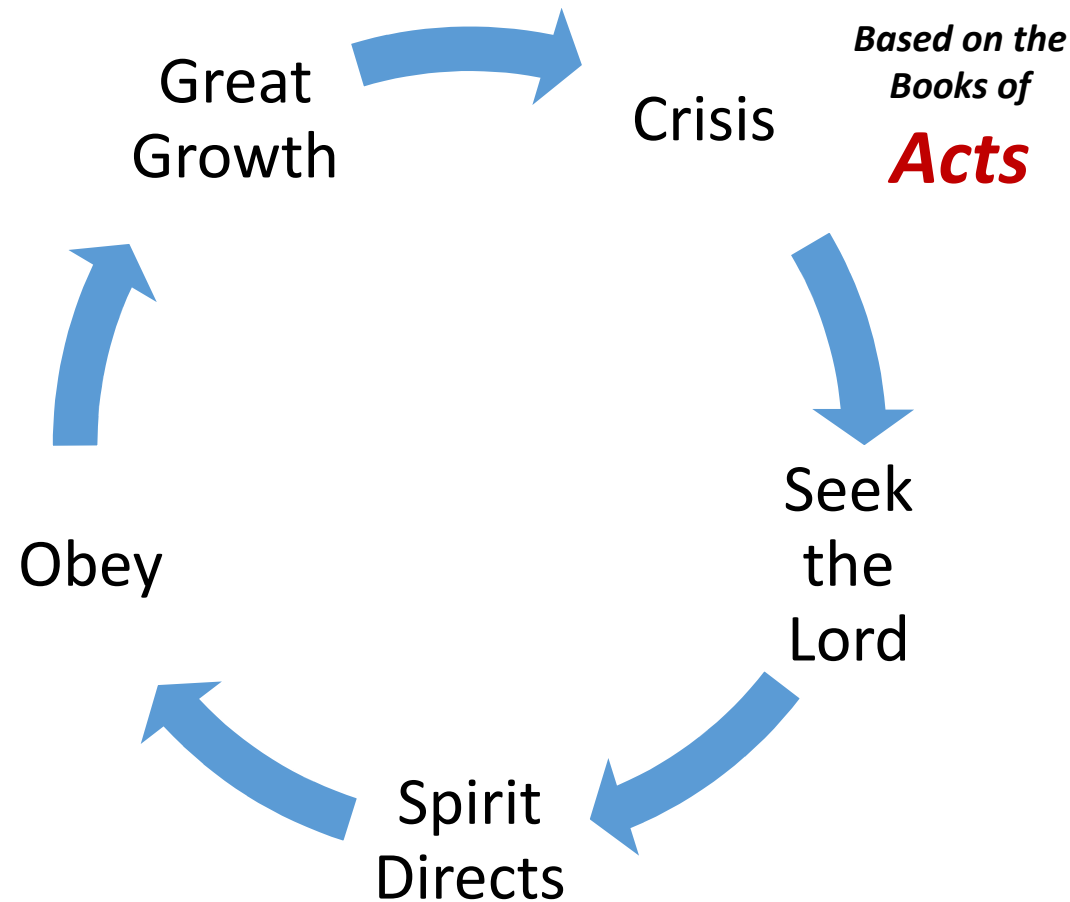 Great
Growth
Crisis
Based on the
Books of
Acts
Seek
the
Lord
Spirit
Directs
Obey